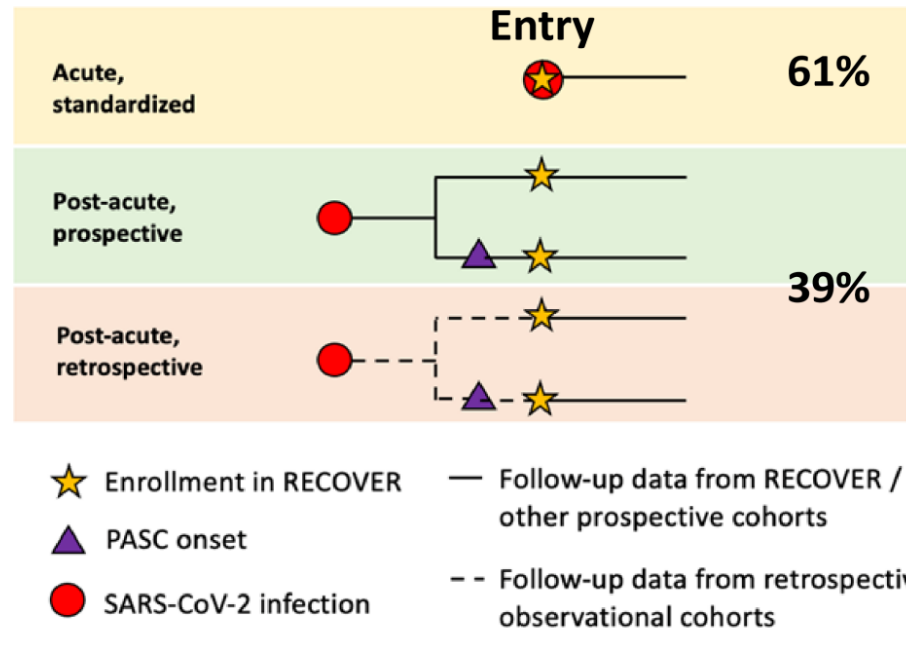 Entry
Acute,
standardized
61%
Post-acute,
prospective
39%
Post-acute,
retrospective
Enrollment in RECOVER
PASC onset
SARS-CoV-2 infection
Follow-up data from RECOVER /
other prospective cohorts
Follow-up data from retrospectiv
observational cohorts